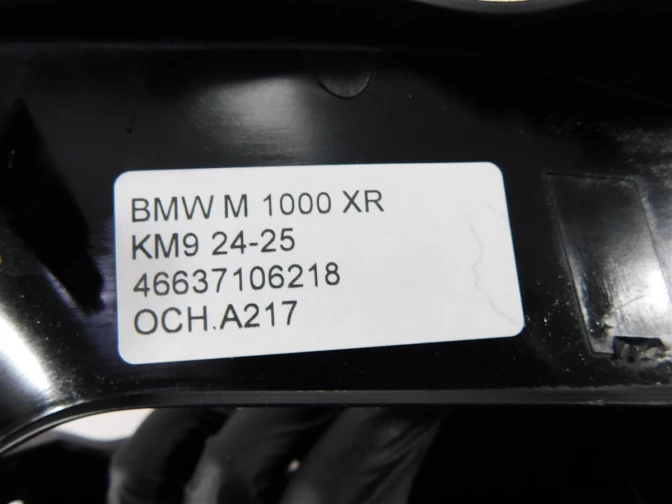 BMW M 1000 XR
KM9 24-25
46637106218
OCH.A217